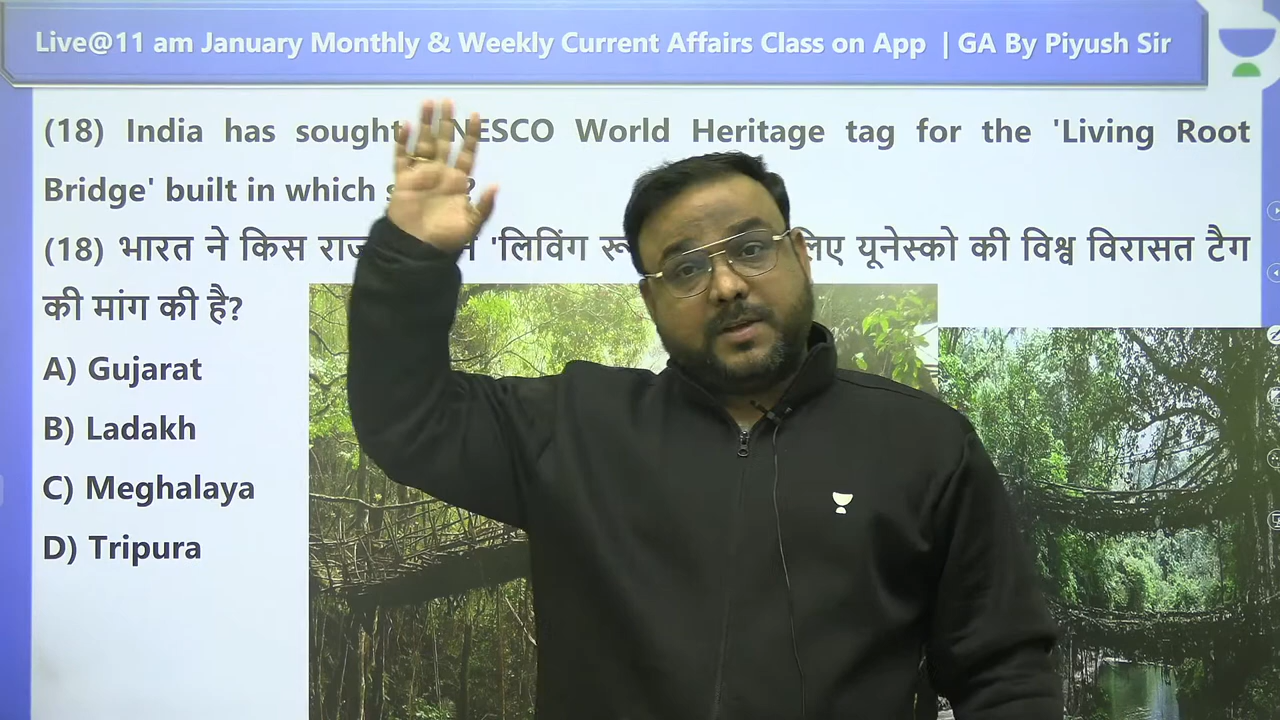 Live@11 am January Monthly & Weekly Current Affairs Class on App | GA By Piyush Sir
(18) India has sought NESCO World Heritage tag for the 'Living Root
Bridge' built in which ?
(18) भारत ने किस 'लिविंग यूनेस्को की विश्व विरासत टैग
की मांग की है?
A) Gujarat
B) Ladakh
C) Meghalaya
D) Tripura